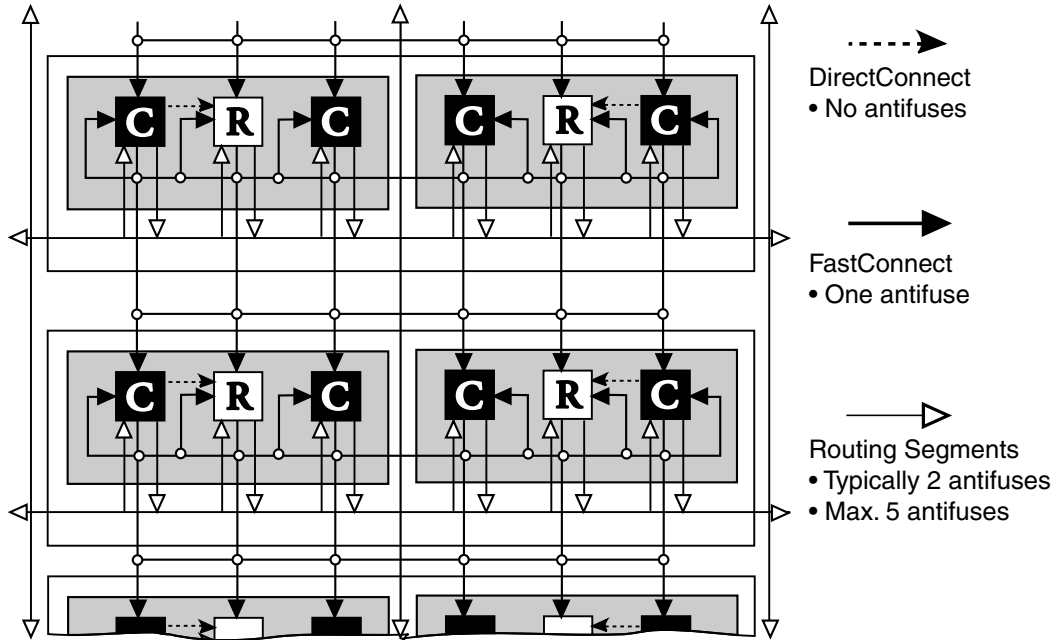 C R C C R C
DirectConnect
• No antifuses
FastConnect
• One antifuse
C R C C R C
Routing Segments
• Typically 2 antifuses
• Max. 5 antifuses